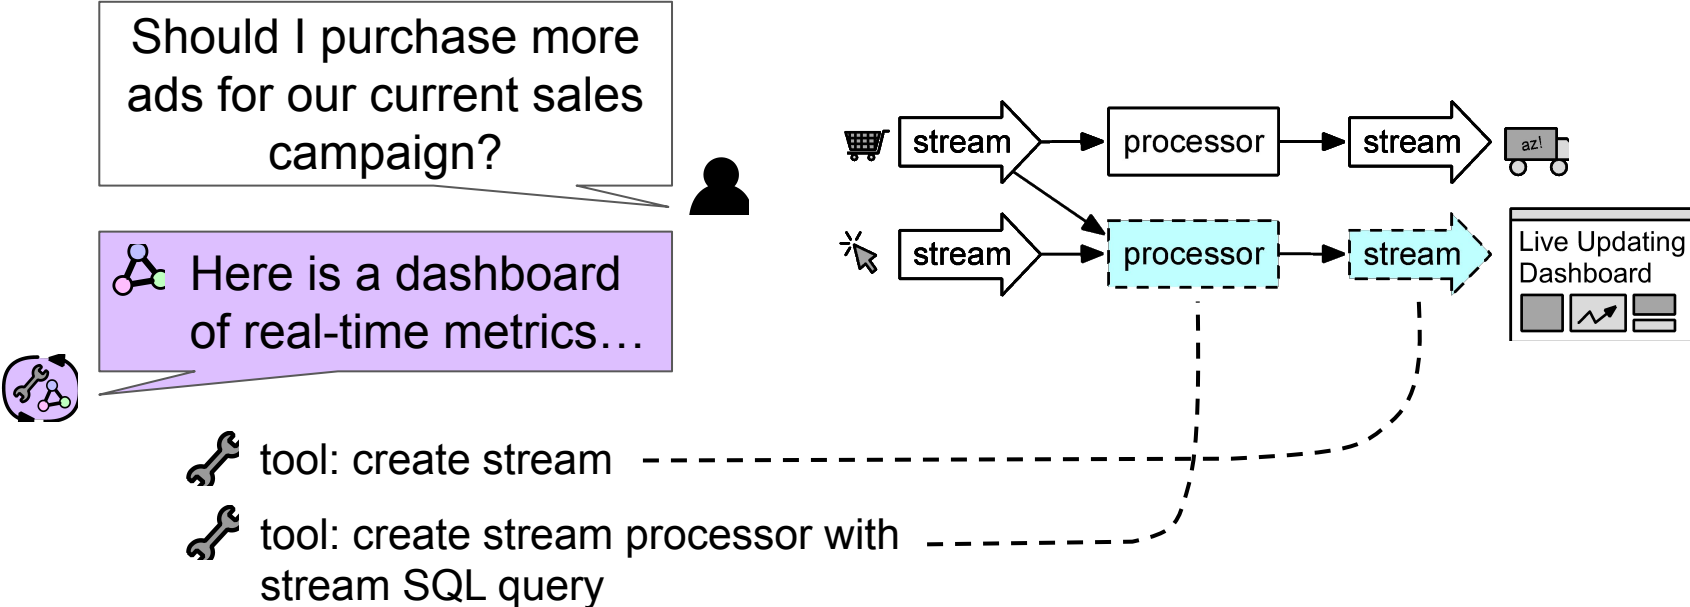 Should I purchase more
ads for our current sales
campaign?
Here is a dashboard
of real-time metrics…
tool: create stream
tool: create stream processor with
stream SQL query
stream
processor
stream
az!
stream
processor
stream
Live Updating
Dashboard